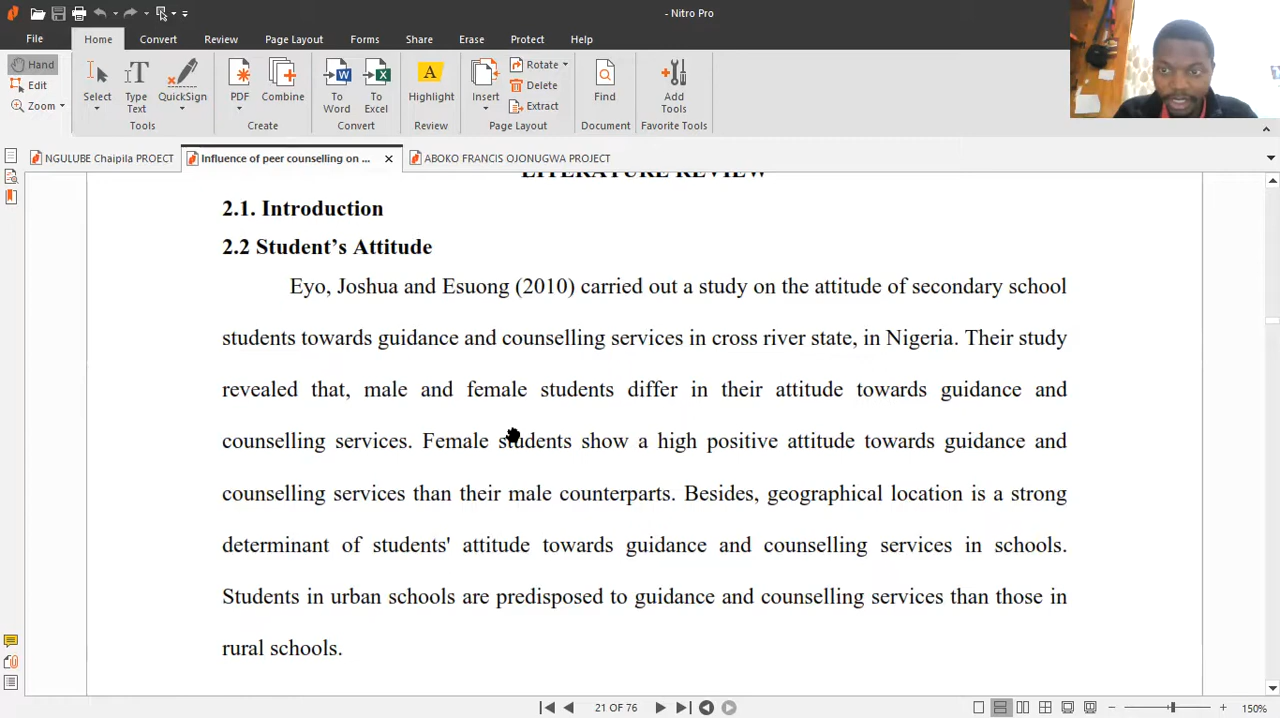 - Nitro Pro
File Home Convert Review Page Layout Forms Share Erase Protect Help
Hand
Edit
Zoom
Select
Type Text
QuickSign
Tools
PDF
Combine
Create
To Word
To Excel
Convert
Highlight
Review
Insert
Rotate
Delete
Extract
Page Layout
Find
Document
Add Tools
Favorite Tools
NGULUBE Chaipila PROECT
Influence of peer counselling on ...
ABOKO FRANCIS OJONUGWA PROJECT
LITERATURE REVIEW
2.1. Introduction
2.2 Student’s Attitude
Eyo, Joshua and Esuong (2010) carried out a study on the attitude of secondary school
students towards guidance and counselling services in cross river state, in Nigeria. Their study
revealed that, male and female students differ in their attitude towards guidance and
counselling services. Female students show a high positive attitude towards guidance and
counselling services than their male counterparts. Besides, geographical location is a strong
determinant of students' attitude towards guidance and counselling services in schools.
Students in urban schools are predisposed to guidance and counselling services than those in
rural schools.
21 OF 76
150%